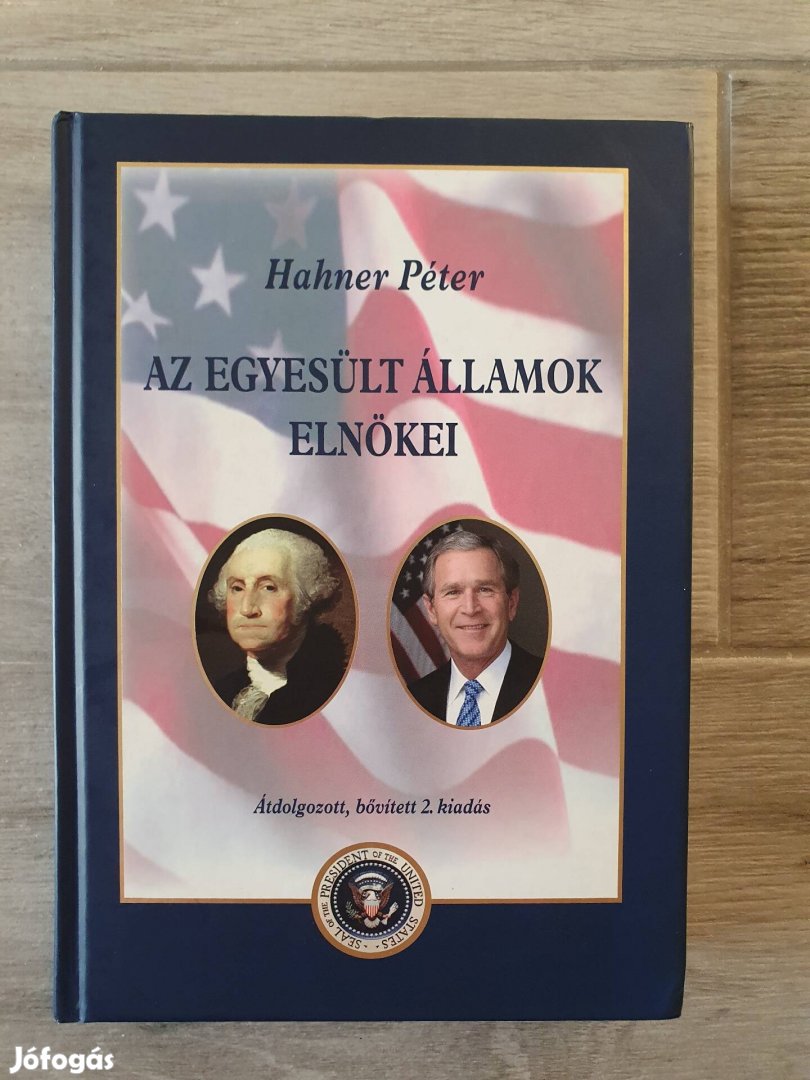 Hahner Péter
AZ EGYESÜLT ÁLLAMOK
ELNÖKEI
Átdolgozott, bővített 2. kiadás
SEAL OF THE PRESIDENT OF THE UNITED STATES
Jófogás